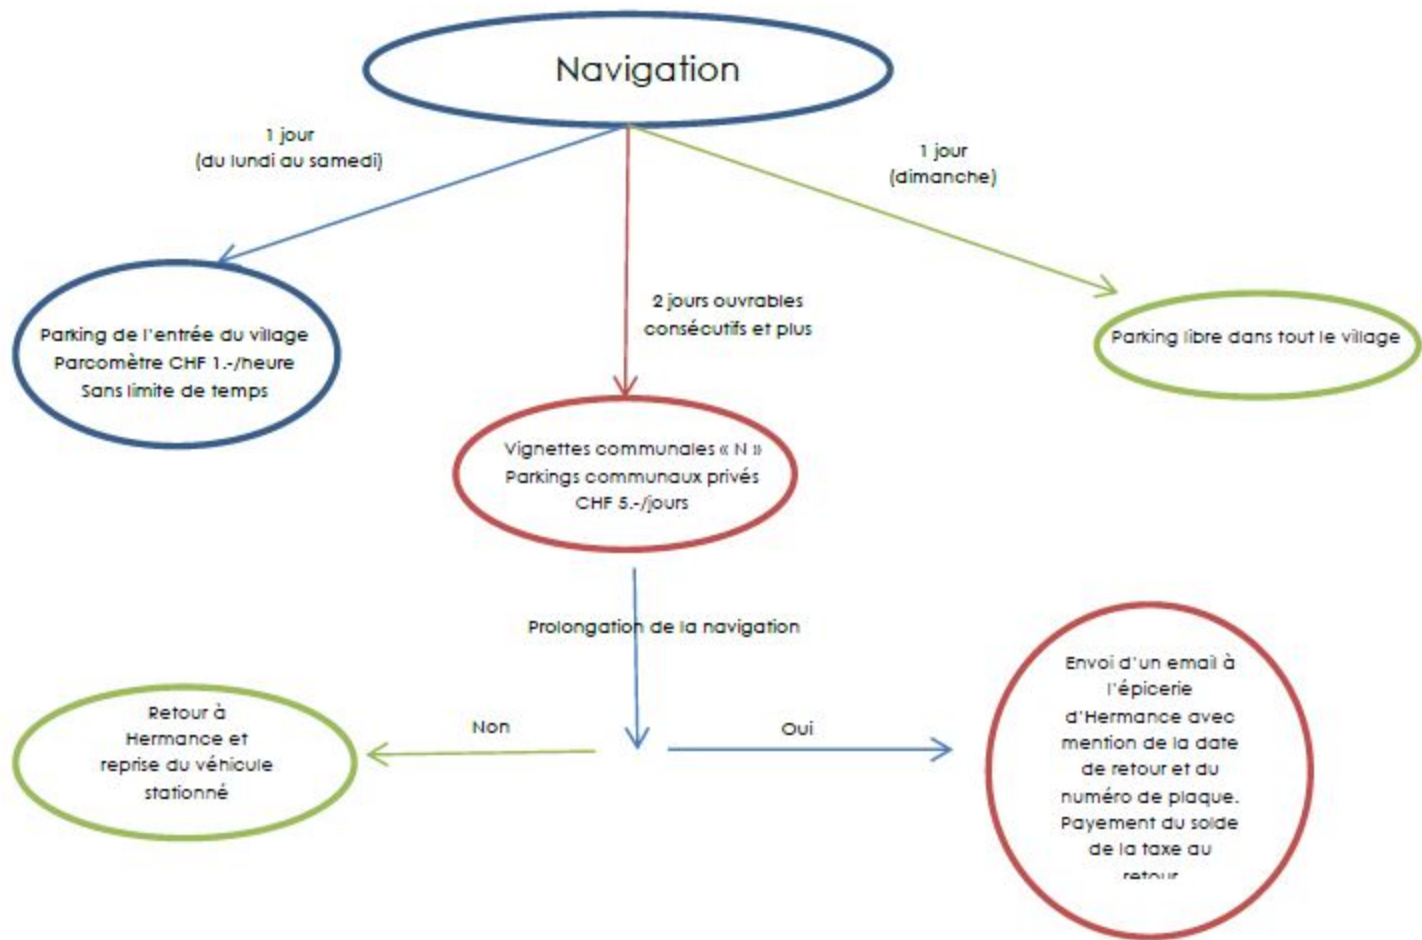 Navigation
1 jour
(du lundi au samedi)
1 jour
(dimanche)
2 jours ouvrables
consécutifs et plus
Parking de l'entrée du village
Parcomètre CHF 1.-/heure
Sans limite de temps
Parking libre dans tout le village
Vignettes communales « N »
Parkings communaux privés
CHF 5.-/jours
Prolongation de la navigation
Non
Oui
Retour à
Hermance et
reprise du véhicule
stationné
Envoi d'un email à
l'épicerie
d'Hermance avec
mention de la date
de retour et du
numéro de plaque.
Payement du solde
de la taxe au
retour